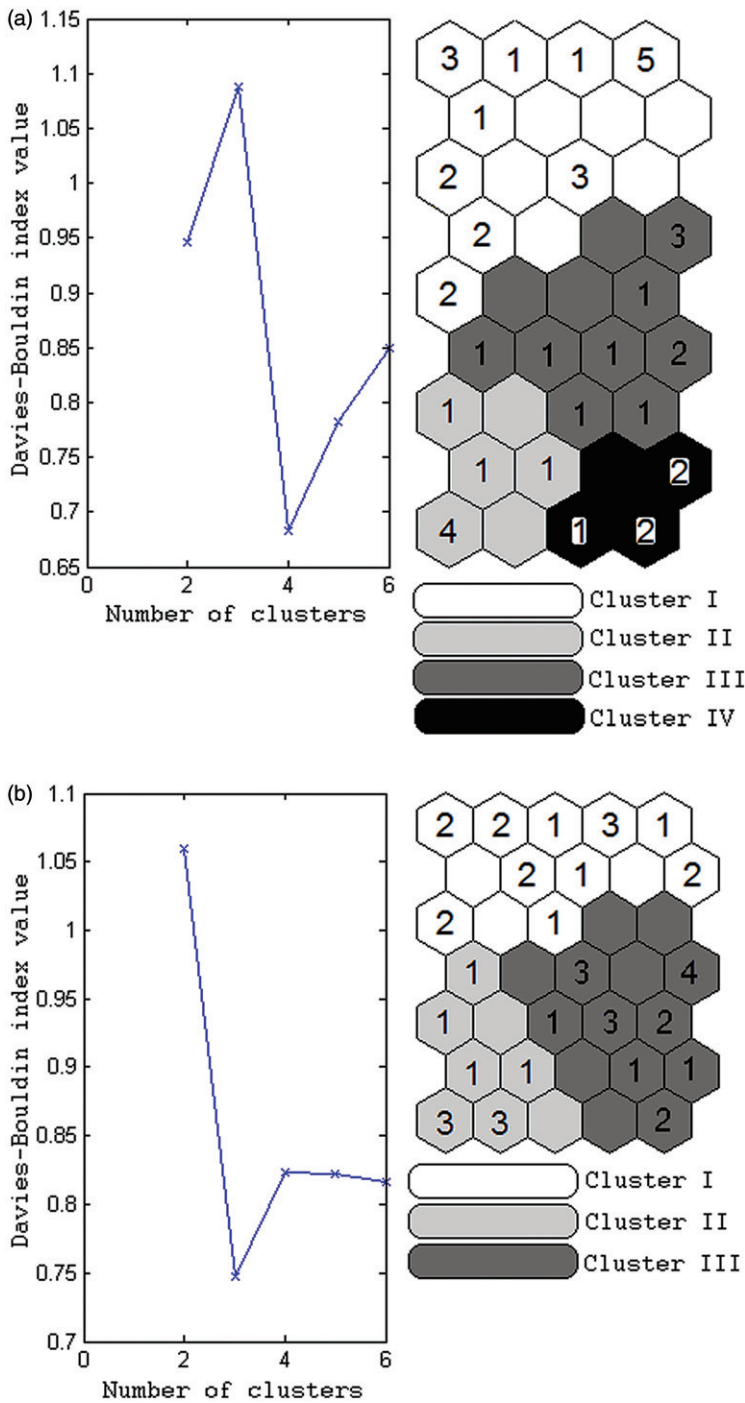 (a)
Davies-Bouldin index value
1.15
1.1
1.05
1
0.95
0.9
0.85
0.8
0.75
0.7
0.65
0 2 4 6
Number of clusters
3 1 1 5
1
2 3
2 3
2 1
1 1 1 2
1 1 1
1 1 2
4 1 2
Cluster I
Cluster II
Cluster III
Cluster IV
(b)
Davies-Bouldin index value
1.1
1.05
1
0.95
0.9
0.85
0.8
0.75
0.7
0 2 4 6
Number of clusters
2 2 1 3 1
2 1 2
2 1
1 3 4
1 1 3 2
1 1 1 1
3 3 2
Cluster I
Cluster II
Cluster III